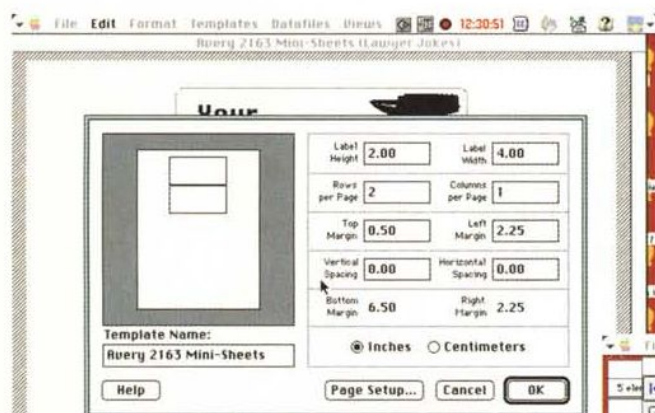 File Edit Format Templates Datafiles Views 12:30:51
Avery 2163 Mini-Sheets (Lawyer Jokes)
Your
Label Height 2.00 Label Width 4.00
Rows per Page 2 Columns per Page 1
Top Margin 0.50 Left Margin 2.25
Vertical Spacing 0.00 Horizontal Spacing 0.00
Bottom Margin 6.50 Right Margin 2.25
Template Name:
Avery 2163 Mini-Sheets
Inches Centimeters
Help Page Setup... Cancel OK